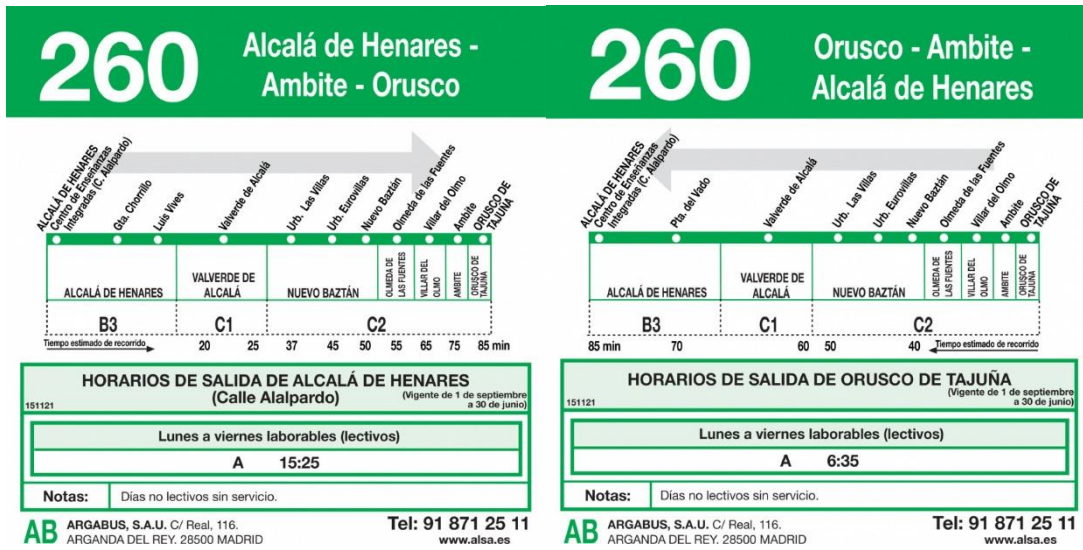 260
Alcalá de Henares -
Ambite - Orusco
ALCALÁ DE HENARES
Centro de Enseñanzas
Integradas (C. Alalpardo)
Gta. Chorrillo
Luis Vives
Valverde de Alcalá
Urb. Las Villas
Urb. Eurovillas
Nuevo Baztán
Olmeda de las Fuentes
Villar del Olmo
Ambite
ORUSCO DE
TAJUÑA
ALCALÁ DE HENARES
VALVERDE DE
ALCALÁ
NUEVO BAZTÁN
OLMEDA DE
LAS FUENTES
VILLAR DEL
OLMO
AMBITE
ORUSCO DE
TAJUÑA
B3 C1 C2
Tiempo estimado de recorrido 20 25 37 45 50 55 65 75 85 min
HORARIOS DE SALIDA DE ALCALÁ DE HENARES
(Calle Alalpardo)
(Vigente de 1 de septiembre
a 30 de junio)
151121
Lunes a viernes laborables (lectivos)
A 15:25
Notas: Días no lectivos sin servicio.
AB ARGABUS, S.A.U. C/ Real, 116.
ARGANDA DEL REY. 28500 MADRID
Tel: 91 871 25 11
www.alsa.es
260
Orusco - Ambite -
Alcalá de Henares
ALCALÁ DE HENARES
Centro de Enseñanzas
Integradas (C. Alalpardo)
Pta. del Vado
Valverde de Alcalá
Urb. Las Villas
Urb. Eurovillas
Nuevo Baztán
Olmeda de las Fuentes
Villar del Olmo
Ambite
ORUSCO DE
TAJUÑA
ALCALÁ DE HENARES
VALVERDE DE
ALCALÁ
NUEVO BAZTÁN
OLMEDA DE
LAS FUENTES
VILLAR DEL
OLMO
AMBITE
ORUSCO DE
TAJUÑA
B3 C1 C2
85 min 70 60 50 40 Tiempo estimado de recorrido
HORARIOS DE SALIDA DE ORUSCO DE TAJUÑA
(Vigente de 1 de septiembre
a 30 de junio)
151121
Lunes a viernes laborables (lectivos)
A 6:35
Notas: Días no lectivos sin servicio.
AB ARGABUS, S.A.U. C/ Real, 116.
ARGANDA DEL REY. 28500 MADRID
Tel: 91 871 25 11
www.alsa.es